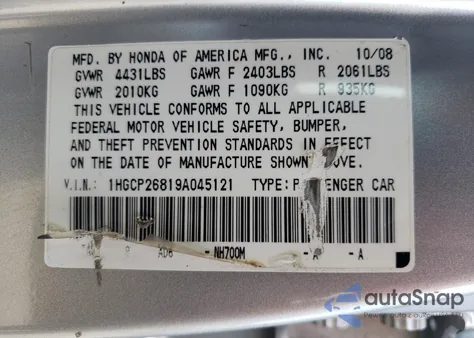 MFD. BY HONDA OF AMERICA MFG., INC. 10/08
GVWR 4431LBS GAWR F 2403LBS R 2061LBS
GVWR 2010KG GAWR F 1090KG R 935KG
THIS VEHICLE CONFORMS TO ALL APPLICABLE
FEDERAL MOTOR VEHICLE SAFETY, BUMPER,
AND THEFT PREVENTION STANDARDS IN EFFECT
ON THE DATE OF MANUFACTURE SHOWN
V.I.N.: 1HGCP26819A045121 TYPE: CAR
NH700M -A -A
autoSnap